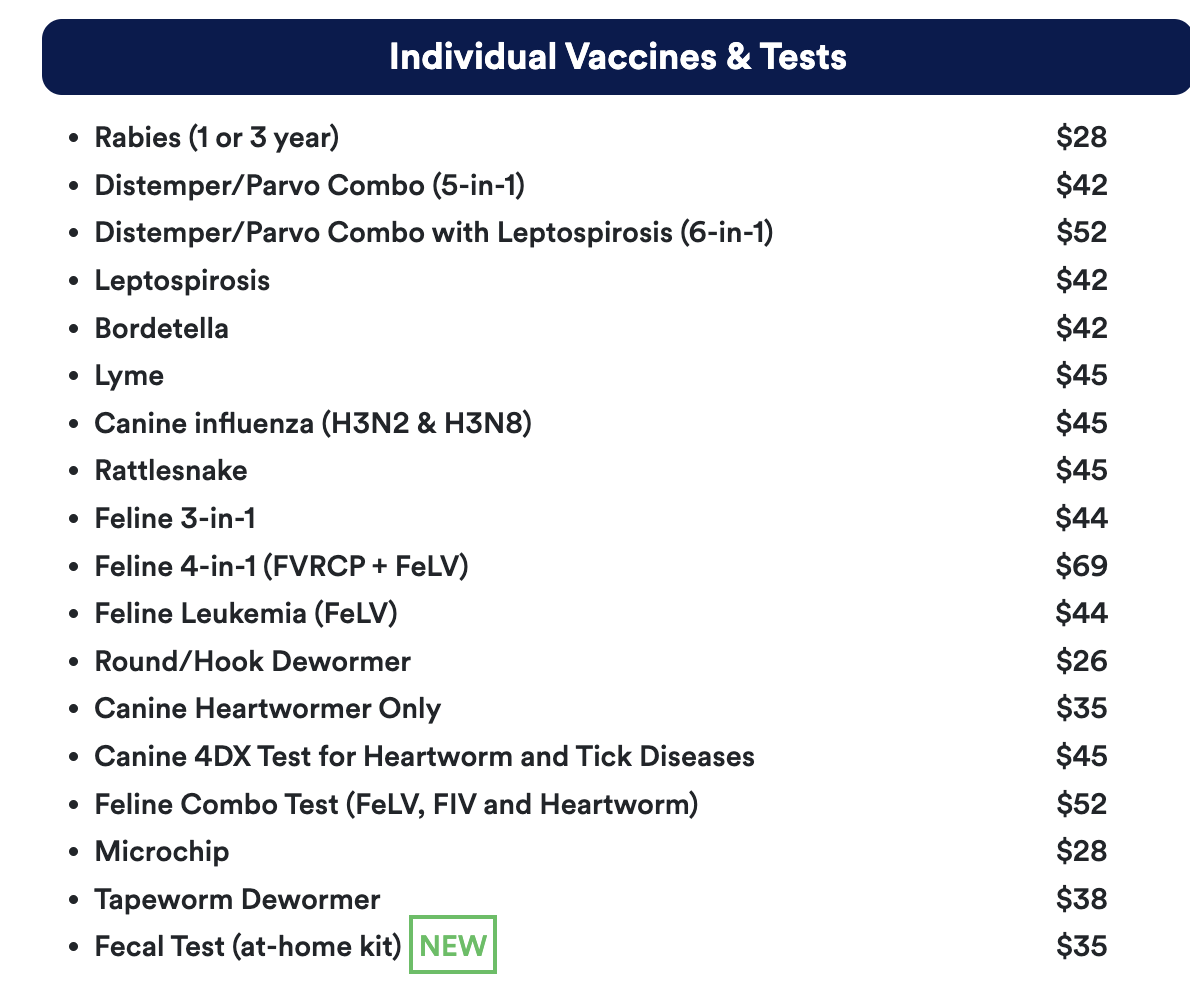 Individual Vaccines & Tests
• Rabies (1 or 3 year) $28
• Distemper/Parvo Combo (5-in-1) $42
• Distemper/Parvo Combo with Leptospirosis (6-in-1) $52
• Leptospirosis $42
• Bordetella $42
• Lyme $45
• Canine influenza (H3N2 & H3N8) $45
• Rattlesnake $45
• Feline 3-in-1 $44
• Feline 4-in-1 (FVRCP + FeLV) $69
• Feline Leukemia (FeLV) $44
• Round/Hook Dewormer $26
• Canine Heartwormer Only $35
• Canine 4DX Test for Heartworm and Tick Diseases $45
• Feline Combo Test (FeLV, FIV and Heartworm) $52
• Microchip $28
• Tapeworm Dewormer $38
• Fecal Test (at-home kit) NEW $35